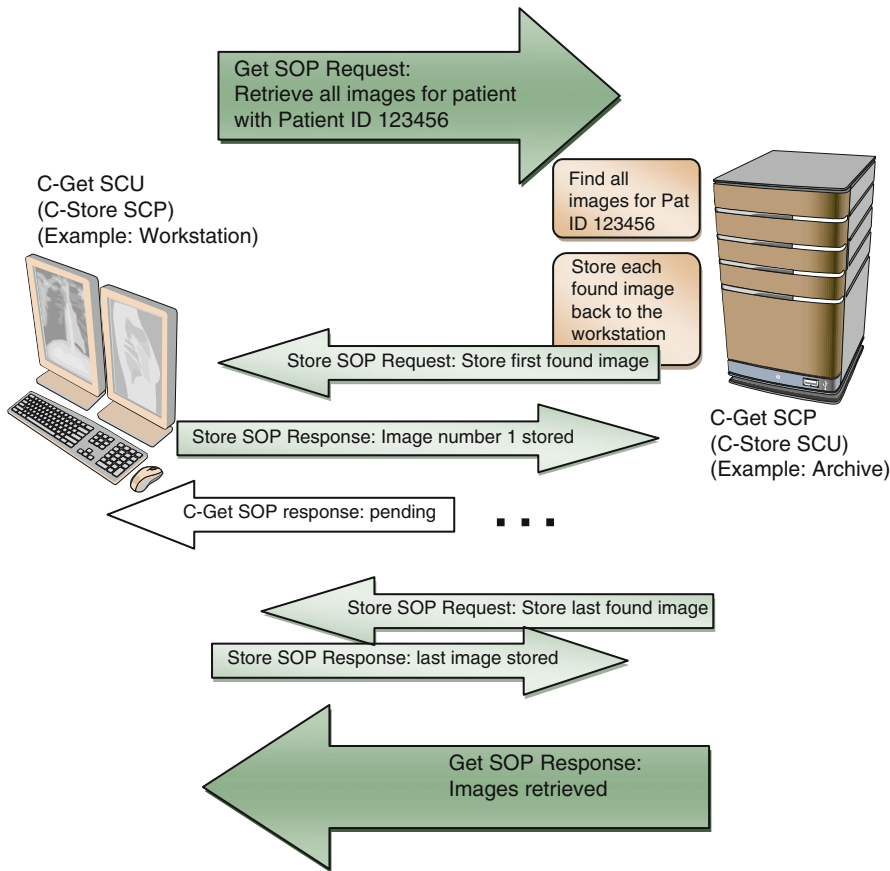 Get SOP Request:
Retrieve all images for patient
with Patient ID 123456
C-Get SCU
(C-Store SCP)
(Example: Workstation)
Find all
images for Pat
ID 123456
Store each
found image
back to the
workstation
Store SOP Request: Store first found image
Store SOP Response: Image number 1 stored
C-Get SCP
(C-Store SCU)
(Example: Archive)
C-Get SOP response: pending
...
Store SOP Request: Store last found image
Store SOP Response: last image stored
Get SOP Response:
Images retrieved